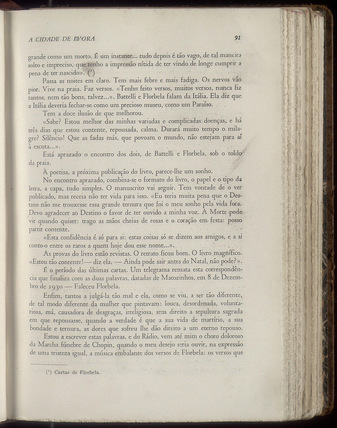 A CIDADE DE EVORA 91
grande como um morto. É um instante... tudo depois é tão vago, de tal maneira
solto e impreciso, que tenho a impressão nítida de ter vindo de longe cumprir a
pena de ter nascido». (¹)
Passa as noites em claro. Tem mais febre e mais fadiga. Os nervos vão
pior. Vive na praia. Faz versos. «Tenho feito versos, muitos versos, nunca fiz
tantos, nem tão bons, talvez...». Battelli e Florbela falam da Itália. Ela diz que
a Itália deveria fechar-se como um precioso museu, como um Paraíso.
Tem a doce ilusão de que melhorou.
«Sabe? Estou melhor das minhas variadas e complicadas doenças, e há
três dias que estou contente, repousada, calma. Durará muito tempo o mila-
gre? Silêncio! Que as fadas más, que povoam o mundo, não estejam para aí
à escuta...».
Está aprazado o encontro dos dois, de Battelli e Florbela, sob o toldo
da praia.
A poetisa, a próxima publicação do livro, parece-lhe um sonho.
No encontro aprazado, combina-se o formato do livro, o papel e o tipo da
letra, a capa, tudo simples. O manuscrito vai seguir. Tem vontade de o ver
publicado, mas receia não ter vida para isso. «Eu teria muita pena que o Des-
tino não me trouxesse essa grande ternura que foi o meu sonho pela vida fora.
Devo agradecer ao Destino o favor de ter ouvido a minha voz. A Morte pode
vir quando quiser: trago as mãos cheias de rosas e o coração em festa: posso
partir contente.
«Esta confidência é só para si: estas coisas só se dizem aos amigos, e a si
conto-o entre os raros a quem hoje dou esse nome...».
As provas do livro estão revistas. O retrato ficou bom. O livro magnífico.
«Estou tão contente! — diz ela. — Ainda pode sair antes do Natal, não pode?».
É o período das últimas cartas. Um telegrama remata esta correspondên-
cia que finaliza com as duas palavras, datadas de Matozinhos, em 8 de Dezem-
bro de 1930 — Faleceu Florbela.
Enfim, tantos a julgá-la tão mal e ela, como se viu, a ser tão diferente,
de tal modo diferente da mulher que pintavam: louca, desordenada, volunta-
riosa, má, causadora de desgraças, irreligiosa, sem direito a sepultura sagrada
em que repousasse, quando a verdade é que a sua vida de martírio, a sua
bondade e ternura, as dores que sofreu lhe dão direito a um eterno repouso.
Estou a escrever estas palavras, e do Rádio, vem até mim o choro doloroso
da Marcha fúnebre de Chopin, quando o meu desejo seria ouvir, na expressão
de uma tristeza igual, a música embalante dos versos de Florbela: os versos que
(¹) Cartas de Florbela.